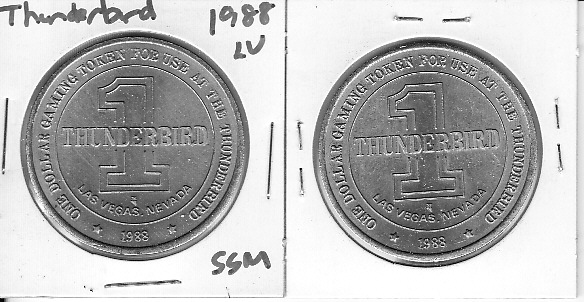 Thunderbird 1988
LV
ONE DOLLAR GAMING TOKEN FOR USE AT THE THUNDERBIRD
1
THUNDERBIRD
LAS VEGAS, NEVADA
★ 1988 ★
SSM
ONE DOLLAR GAMING TOKEN FOR USE AT THE THUNDERBIRD
1
THUNDERBIRD
LAS VEGAS, NEVADA
★ 1988 ★